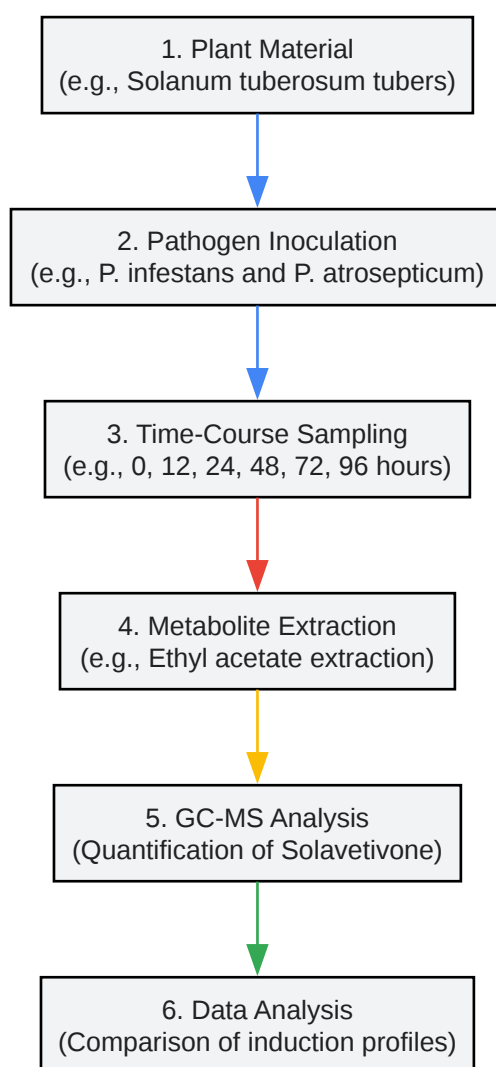 1. Plant Material
(e.g., Solanum tuberosum tubers)
2. Pathogen Inoculation
(e.g., P. infestans and P. atrosepticum)
3. Time-Course Sampling
(e.g., 0, 12, 24, 48, 72, 96 hours)
4. Metabolite Extraction
(e.g., Ethyl acetate extraction)
5. GC-MS Analysis
(Quantification of Solavetivone)
6. Data Analysis
(Comparison of induction profiles)